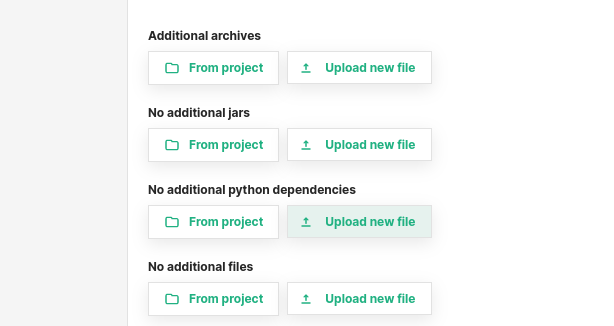 Additional archives
From project Upload new file
No additional jars
From project Upload new file
No additional python dependencies
From project Upload new file
No additional files
From project Upload new file